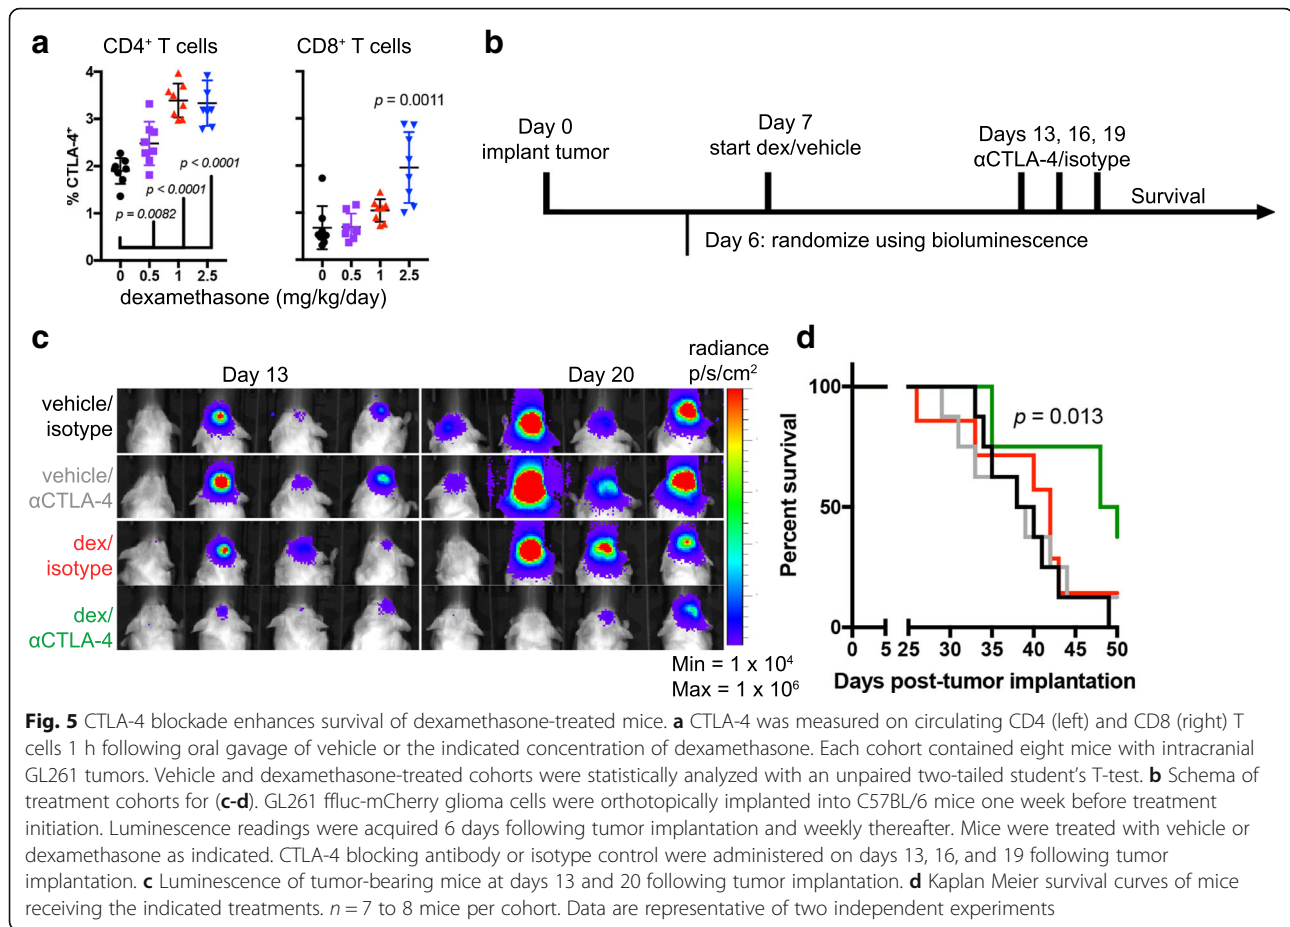 a
CD4⁺ T cells
CD8⁺ T cells
% CTLA-4⁺
4
3
2
1
0
p = 0.0082
p < 0.0001
p < 0.0001
p = 0.0011
0 0.5 1 2.5
0 0.5 1 2.5
dexamethasone (mg/kg/day)
b
Day 0
implant tumor
Day 7
start dex/vehicle
Days 13, 16, 19
αCTLA-4/isotype
Survival
Day 6: randomize using bioluminescence
c
Day 13
Day 20
radiance
p/s/cm²
vehicle/
isotype
vehicle/
αCTLA-4
dex/
isotype
dex/
αCTLA-4
Min = 1 x 10⁴
Max = 1 x 10⁶
d
Percent survival
100
50
0
p = 0.013
0 5 25 30 35 40 45 50
Days post-tumor implantation
Fig. 5 CTLA-4 blockade enhances survival of dexamethasone-treated mice. a CTLA-4 was measured on circulating CD4 (left) and CD8 (right) T
cells 1 h following oral gavage of vehicle or the indicated concentration of dexamethasone. Each cohort contained eight mice with intracranial
GL261 tumors. Vehicle and dexamethasone-treated cohorts were statistically analyzed with an unpaired two-tailed student’s T-test. b Schema of
treatment cohorts for (c-d). GL261 ffluc-mCherry glioma cells were orthotopically implanted into C57BL/6 mice one week before treatment
initiation. Luminescence readings were acquired 6 days following tumor implantation and weekly thereafter. Mice were treated with vehicle or
dexamethasone as indicated. CTLA-4 blocking antibody or isotype control were administered on days 13, 16, and 19 following tumor
implantation. c Luminescence of tumor-bearing mice at days 13 and 20 following tumor implantation. d Kaplan Meier survival curves of mice
receiving the indicated treatments. n = 7 to 8 mice per cohort. Data are representative of two independent experiments